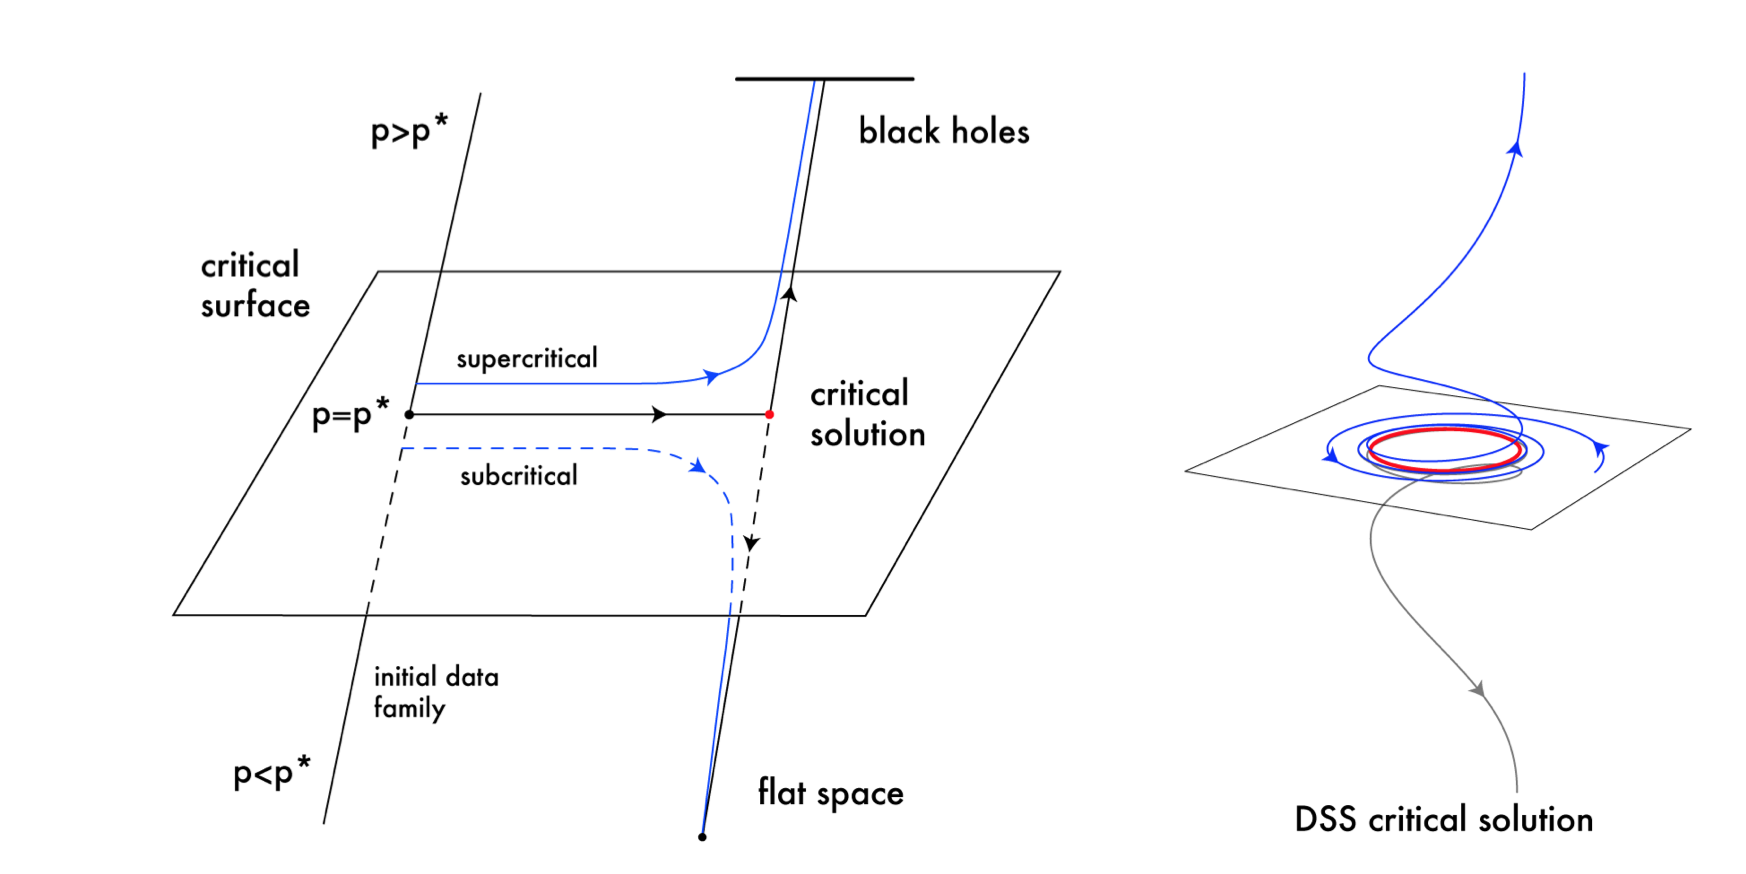 p>p*
black holes
critical
surface
supercritical
p=p*
critical
solution
subcritical
initial data
family
p<p*
flat space
DSS critical solution